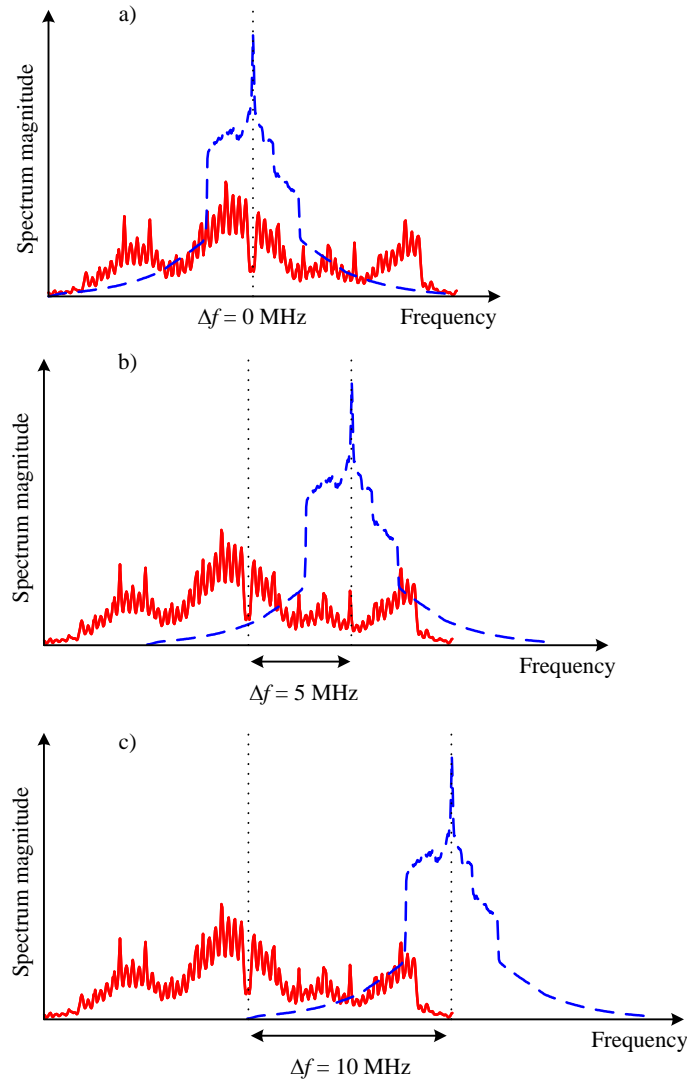 a)
Spectrum magnitude
Δf = 0 MHz
Frequency
b)
Spectrum magnitude
Frequency
Δf = 5 MHz
c)
Spectrum magnitude
Frequency
Δf = 10 MHz